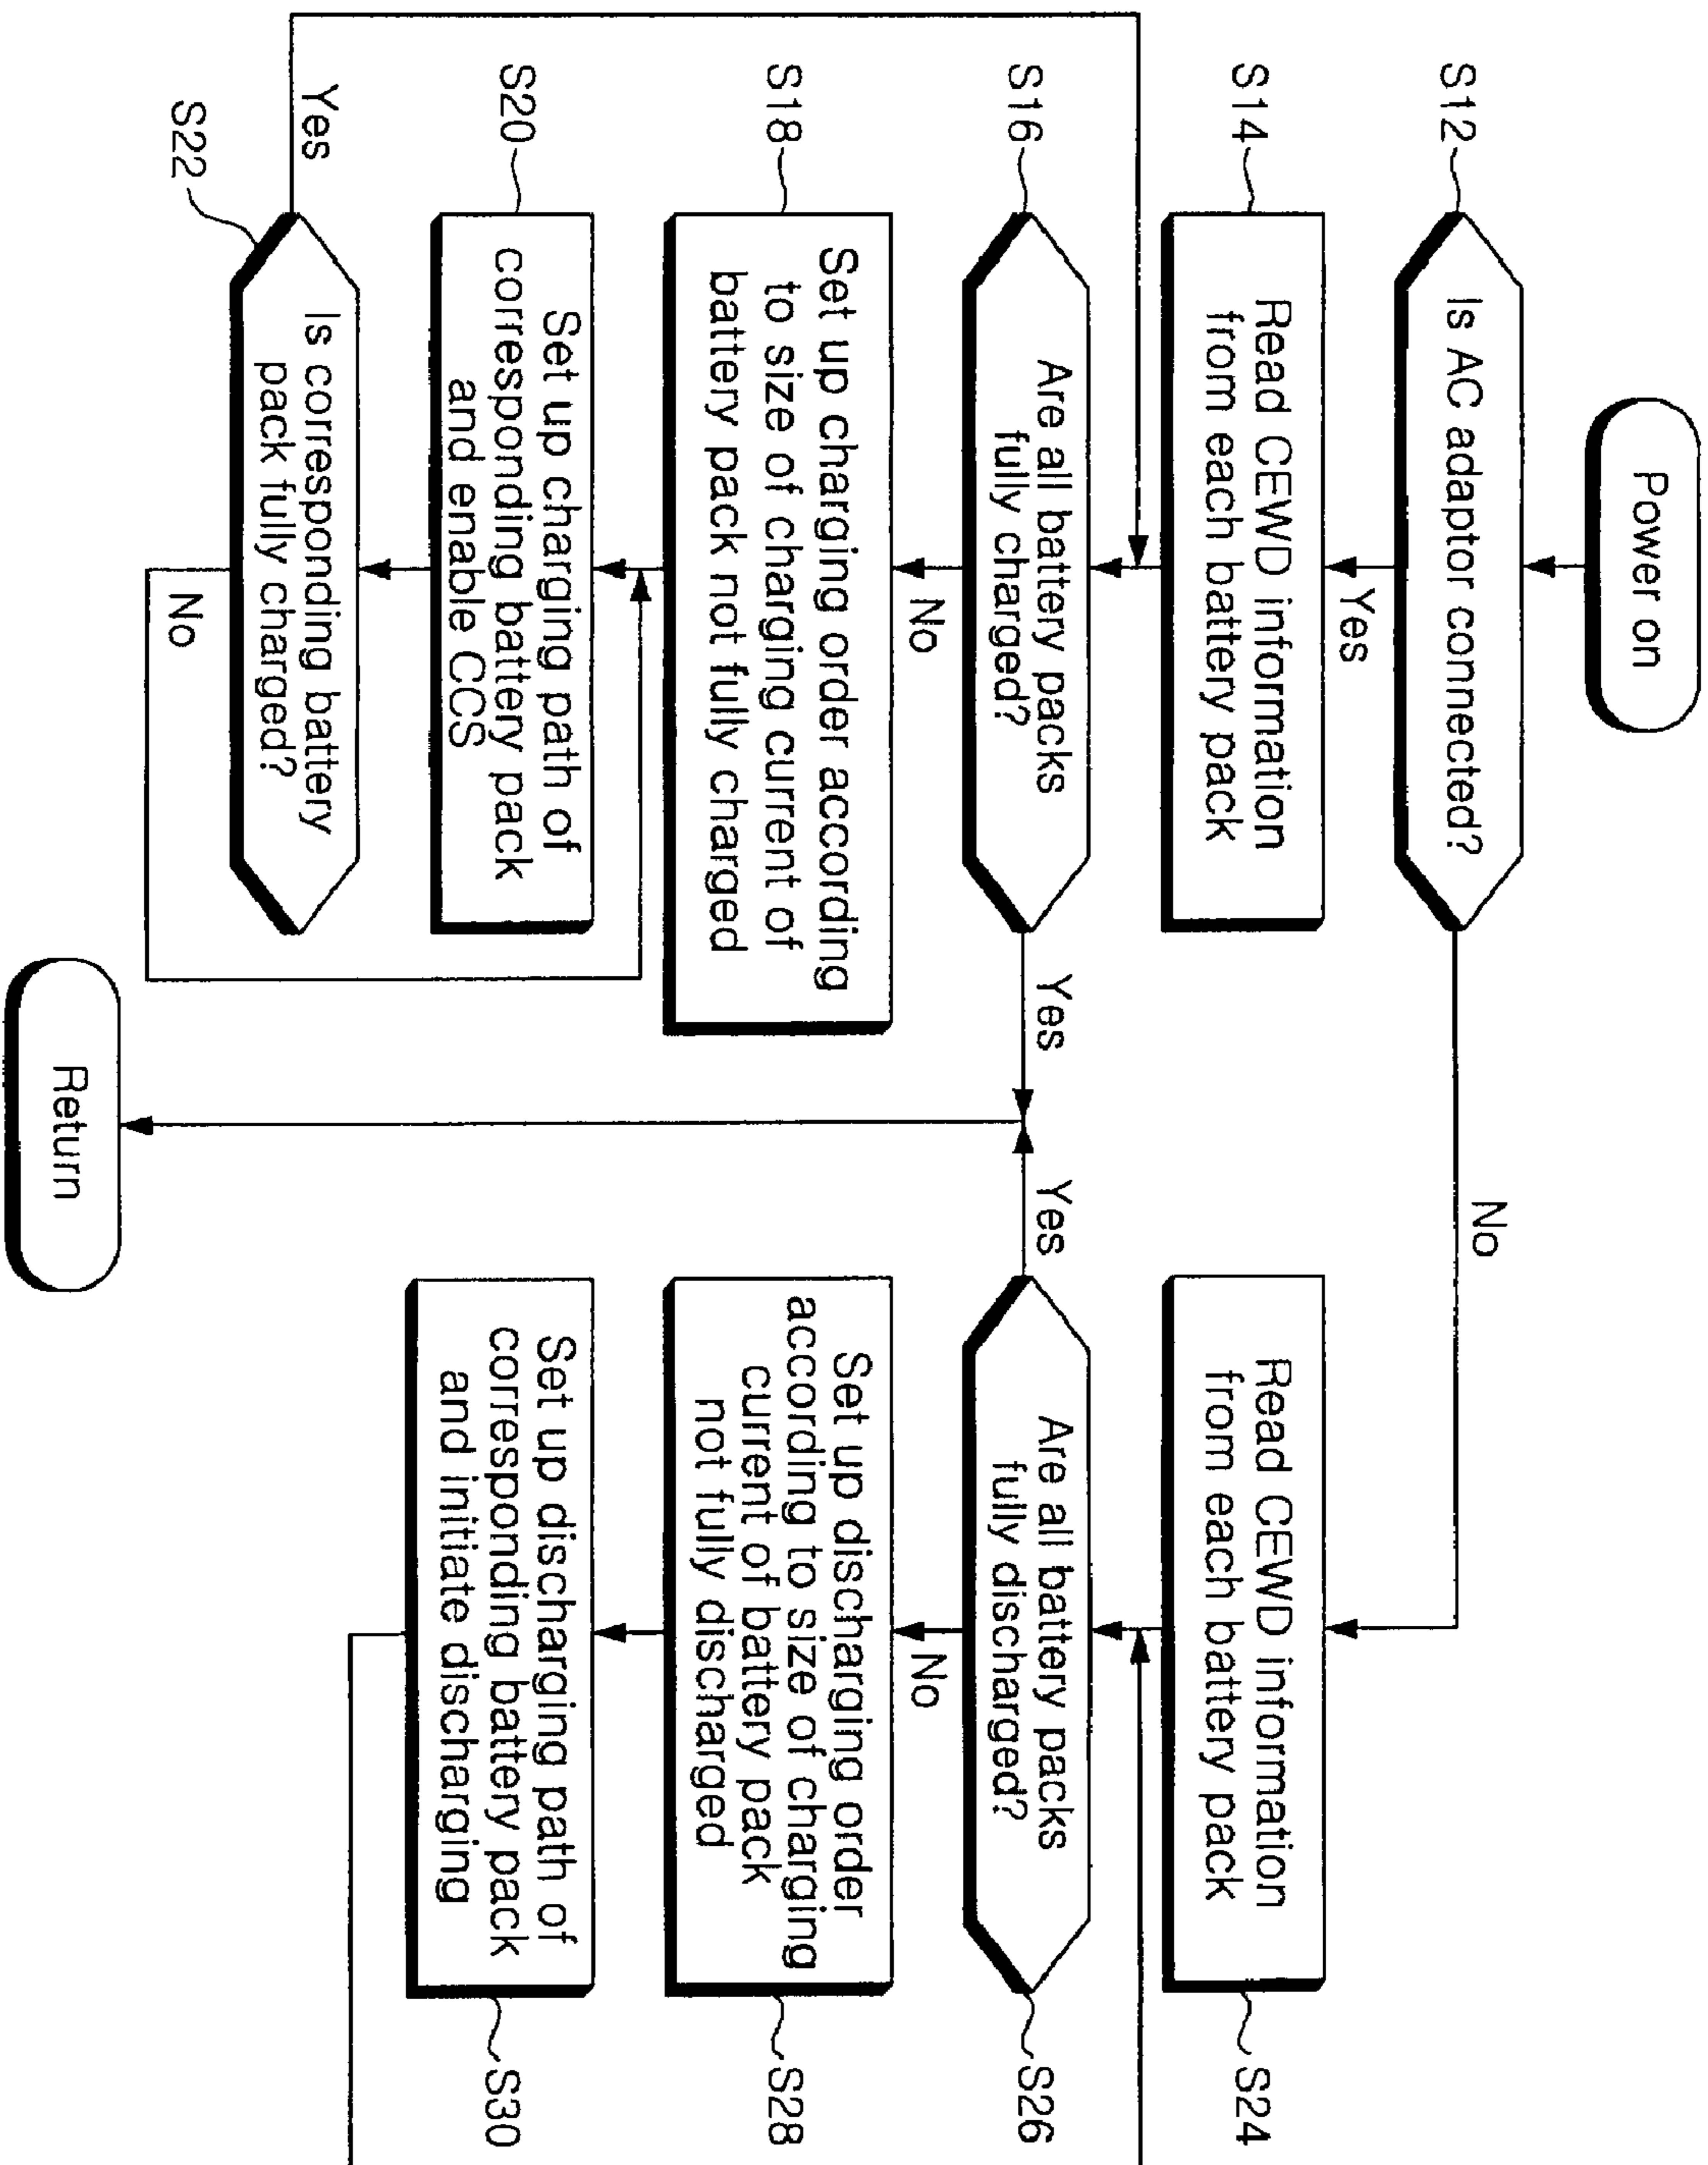 Power on
S12
Is AC adaptor connected?
Yes
No
S14
Read CEWD information
from each battery pack
S16
Are all battery packs
fully charged?
Yes
No
S18
Set up charging order according
to size of charging current of
battery pack not fully charged
S20
Set up charging path of
corresponding battery pack
and enable CCS
S22
Is corresponding battery
pack fully charged?
Yes
No
Read CEWD information
from each battery pack
S24
Are all battery packs
fully discharged?
S26
Yes
No
Set up discharging order
according to size of charging
current of battery pack
not fully discharged
S28
Set up discharging path of
corresponding battery pack
and initiate discharging
S30
Return